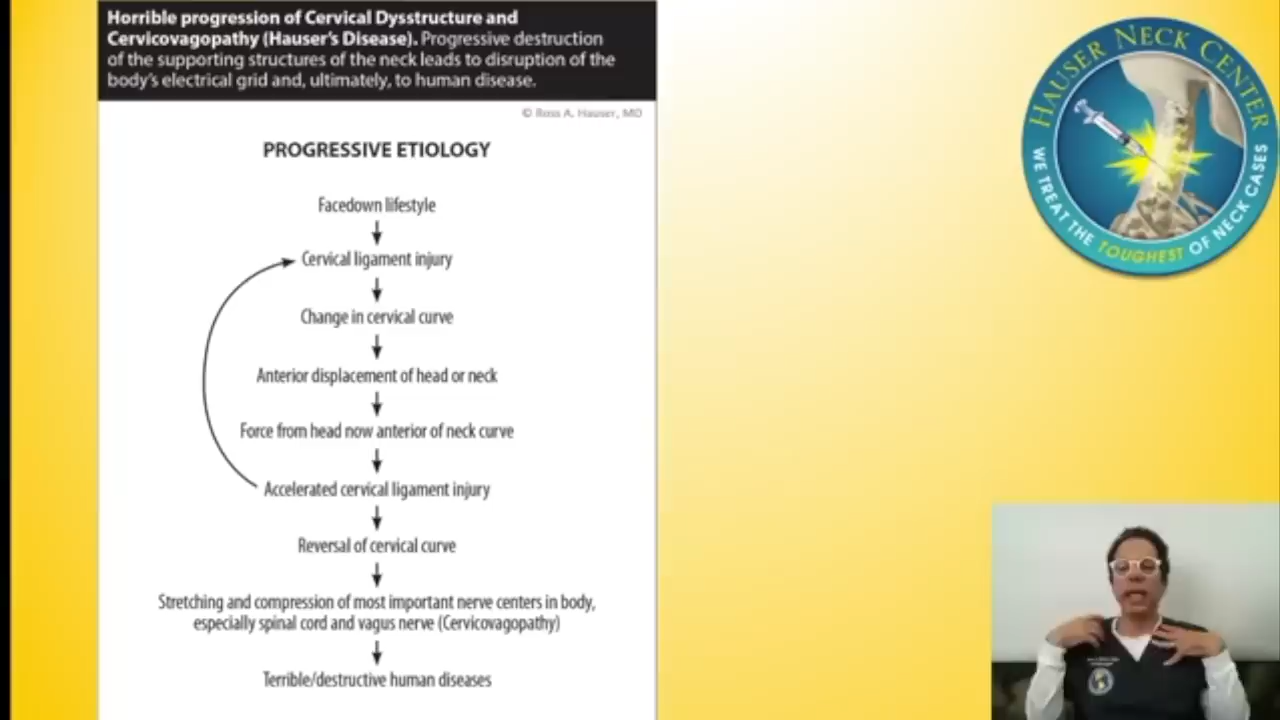 Horrible progression of Cervical Dysstructure and
Cervicovagopathy (Hauser's Disease). Progressive destruction
of the supporting structures of the neck leads to disruption of the
body's electrical grid and, ultimately, to human disease.
© Ross A. Hauser, MD
PROGRESSIVE ETIOLOGY
Facedown lifestyle
Cervical ligament injury
Change in cervical curve
Anterior displacement of head or neck
Force from head now anterior of neck curve
Accelerated cervical ligament injury
Reversal of cervical curve
Stretching and compression of most important nerve centers in body,
especially spinal cord and vagus nerve (Cervicovagopathy)
Terrible/destructive human diseases
HAUSER NECK CENTER
WE TREAT THE TOUGHEST OF NECK CASES